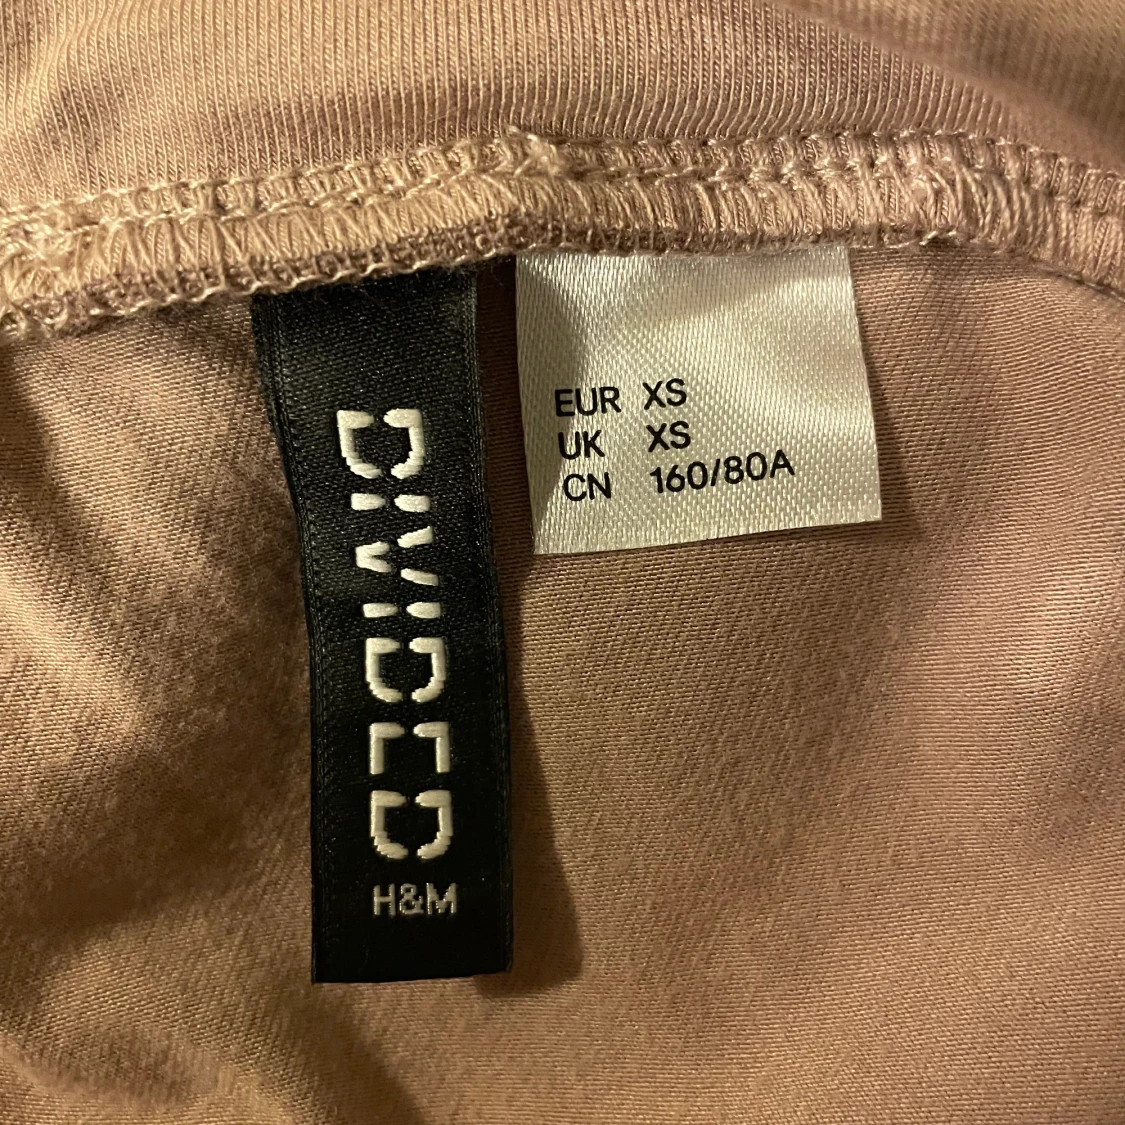 DIVIDED
H&M
EUR XS
UK XS
CN 160/80A